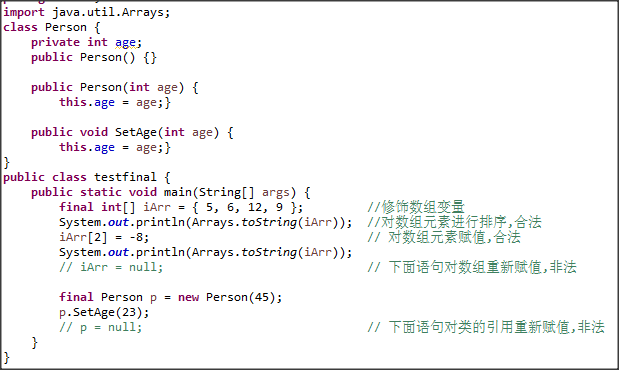 import java.util.Arrays;
class Person {
    private int age;
    public Person() {}

    public Person(int age) {
        this.age = age;}

    public void SetAge(int age) {
        this.age = age;}
}
public class testfinal {
    public static void main(String[] args) {
        final int[] iArr = { 5, 6, 12, 9 };         //修饰数组变量
        System.out.println(Arrays.toString(iArr));  //对数组元素进行排序,合法
        iArr[2] = -8;                               // 对数组元素赋值,合法
        System.out.println(Arrays.toString(iArr));
        // iArr = null;                             // 下面语句对数组重新赋值,非法

        final Person p = new Person(45);
        p.SetAge(23);
        // p = null;                                // 下面语句对类的引用重新赋值,非法
    }
}